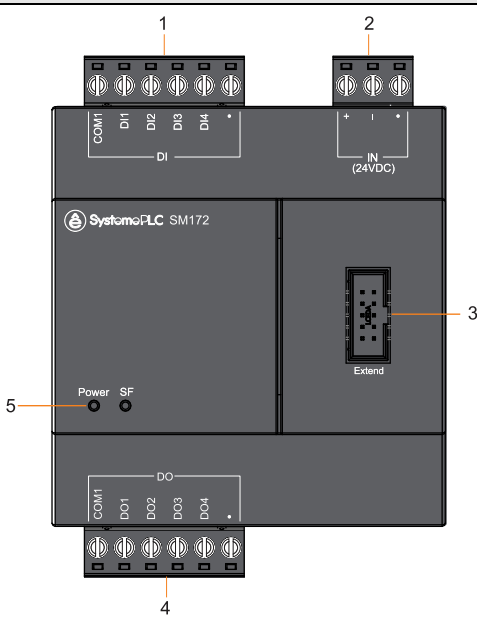 1
2
COM1 DI1 DI2 DI3 DI4 •
DI
+ – •
IN
(24VDC)
SystemePLC SM172
3
Extend
Power SF
5
DO
COM1 DO1 DO2 DO3 DO4 •
4